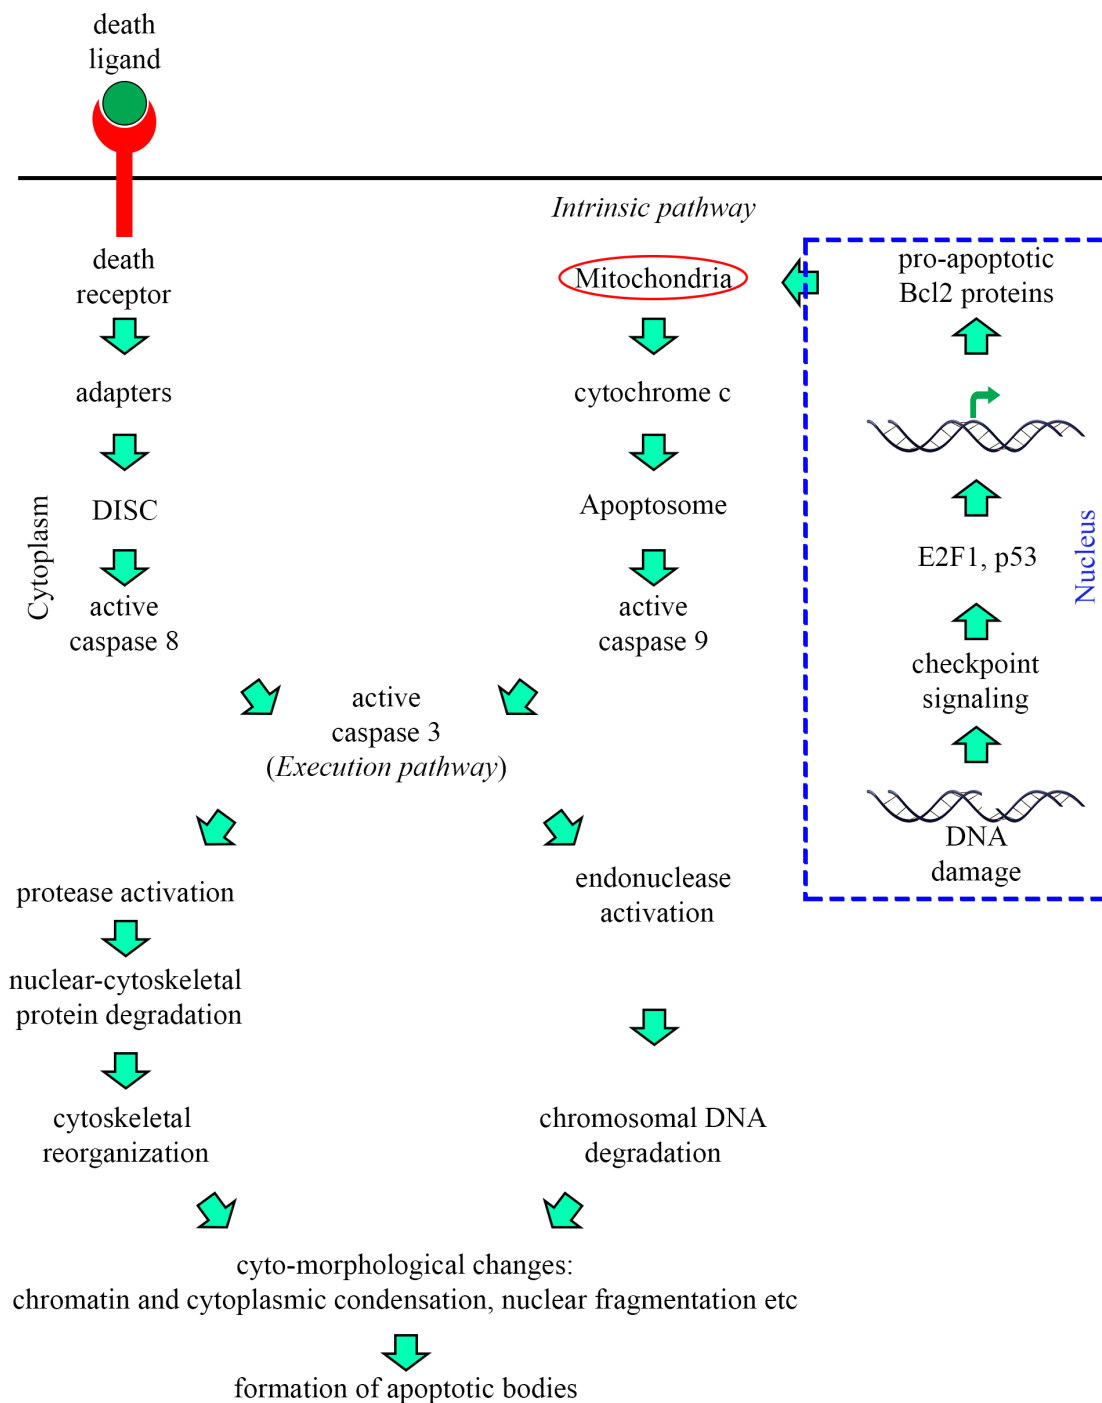 death
ligand
death
receptor
adapters
DISC
active
caspase 8
Cytoplasm
Intrinsic pathway
Mitochondria
cytochrome c
Apoptosome
active
caspase 9
pro-apoptotic
Bcl2 proteins
E2F1, p53
checkpoint
signaling
DNA
damage
Nucleus
active
caspase 3
(Execution pathway)
protease activation
nuclear-cytoskeletal
protein degradation
cytoskeletal
reorganization
endonuclease
activation
chromosomal DNA
degradation
cyto-morphological changes:
chromatin and cytoplasmic condensation, nuclear fragmentation etc
formation of apoptotic bodies